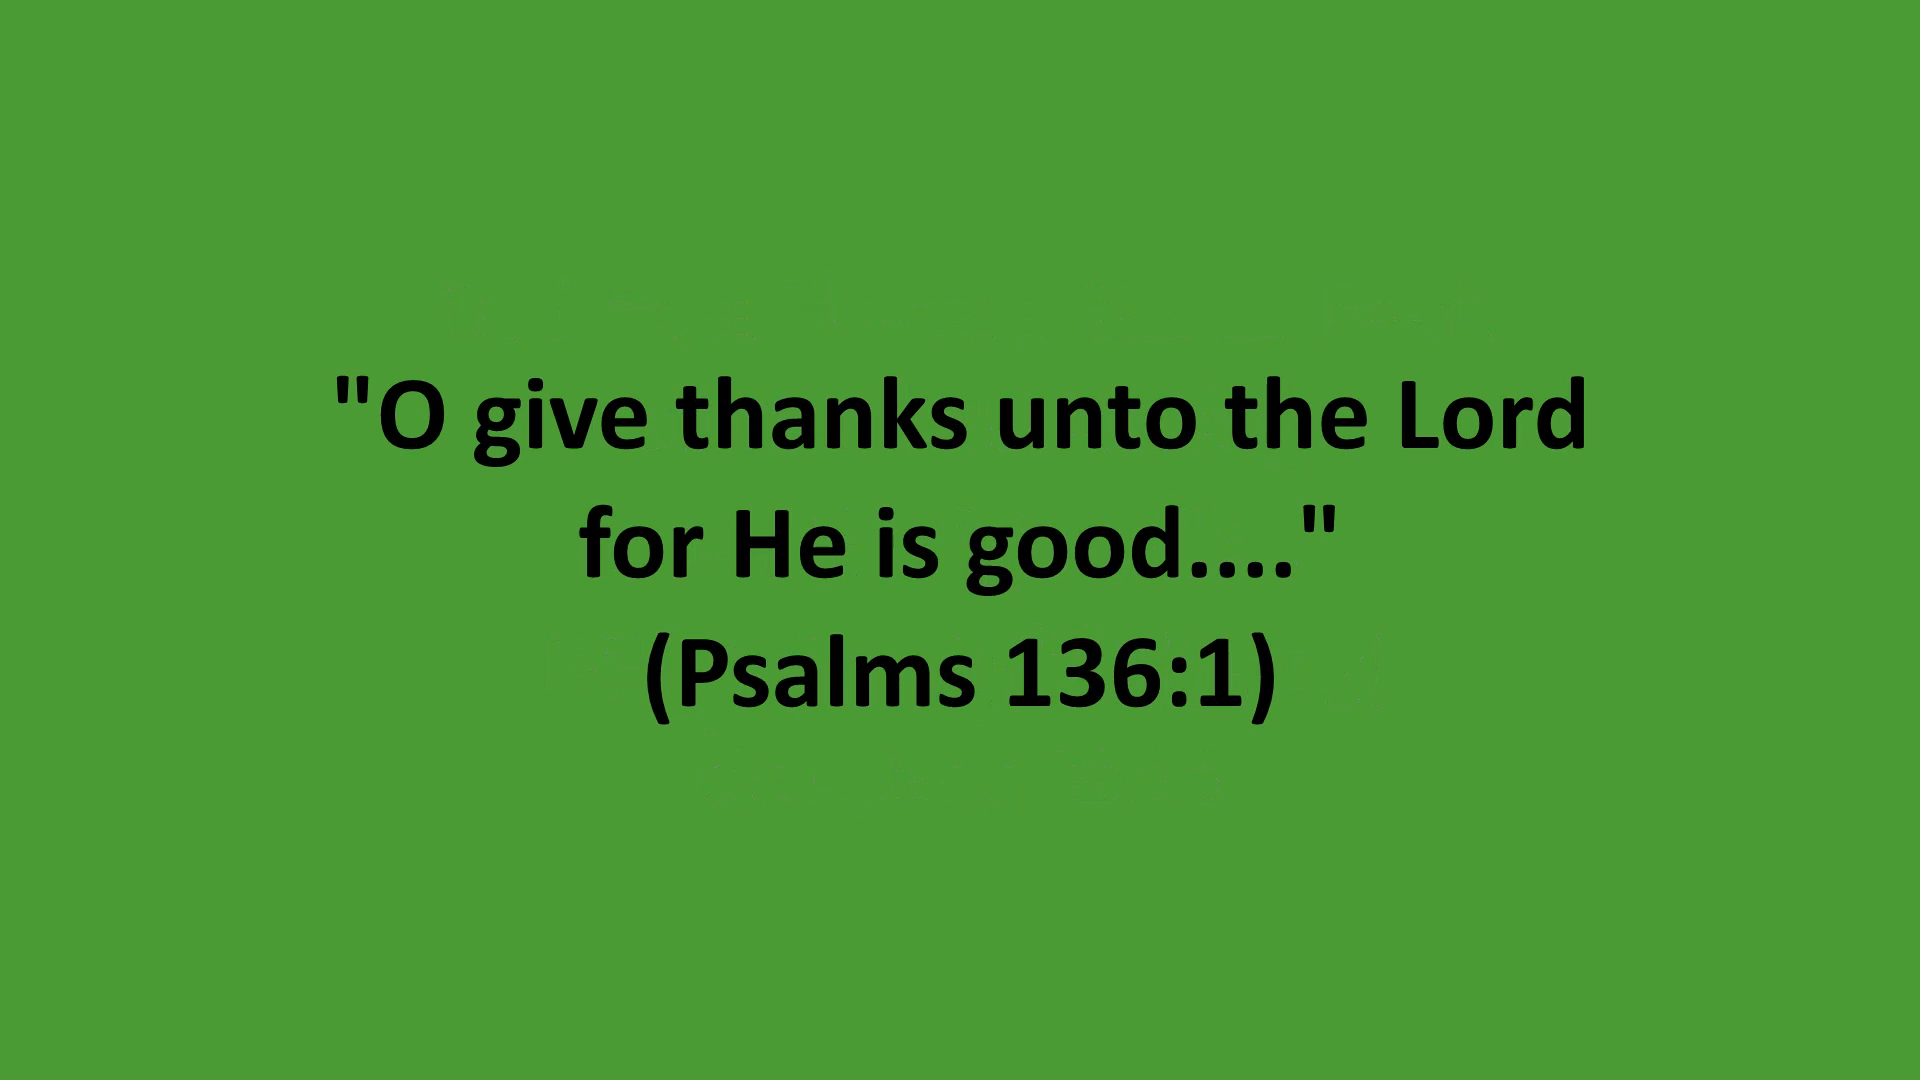 "O give thanks unto the Lord
for He is good...."
(Psalms 136:1)